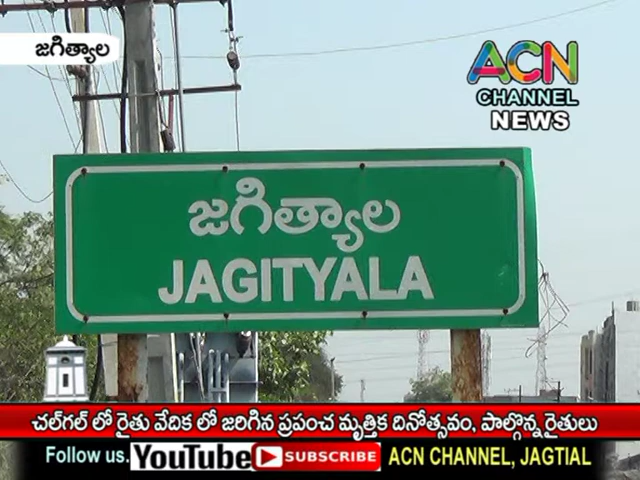 జగిత్యాల
ACN
CHANNEL
NEWS
జగిత్యాల
JAGITYALA
చల్‌గల్ లో రైతు వేదిక లో జరిగిన ప్రపంచ మృత్తిక దినోత్సవం, పాల్గొన్న రైతులు
Follow us. YouTube SUBSCRIBE ACN CHANNEL, JAGTIAL